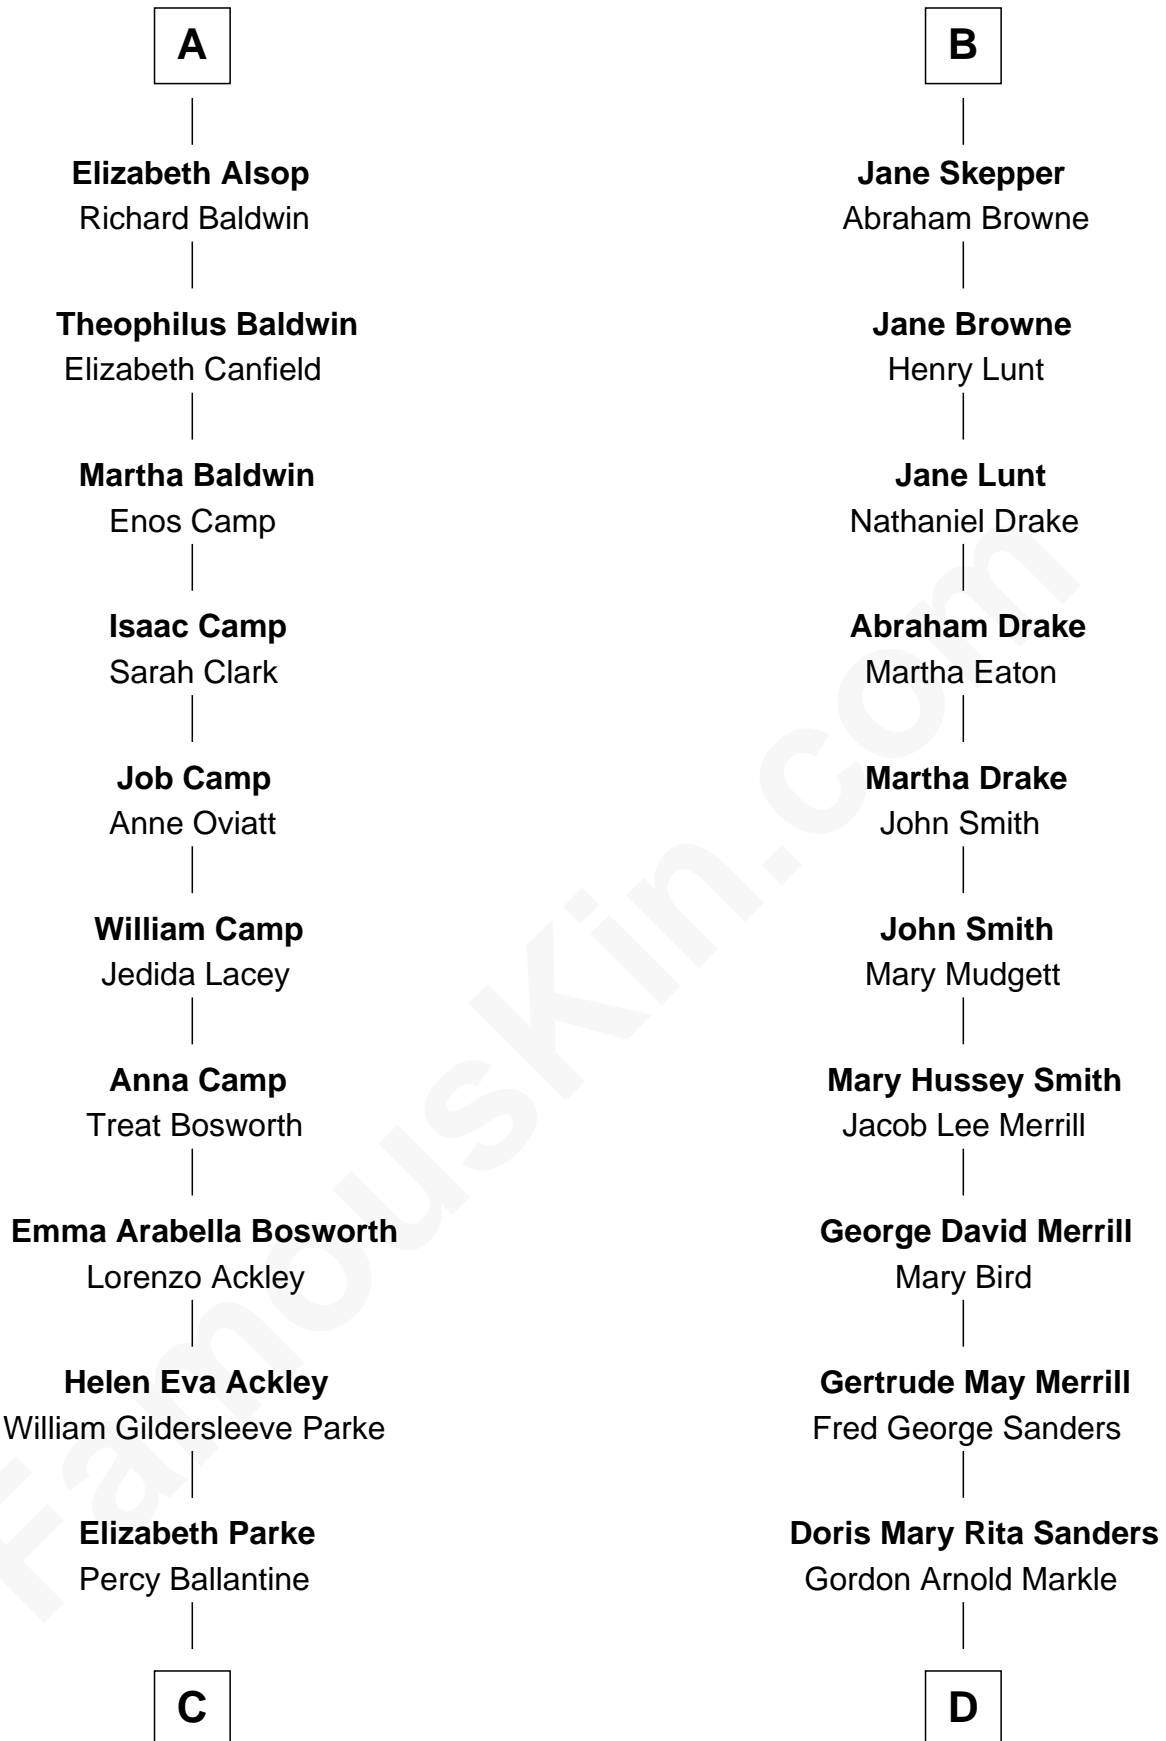 A
Elizabeth Alsop
Richard Baldwin
Theophilus Baldwin
Elizabeth Canfield
Martha Baldwin
Enos Camp
Isaac Camp
Sarah Clark
Job Camp
Anne Oviatt
William Camp
Jedida Lacey
Anna Camp
Treat Bosworth
Emma Arabella Bosworth
Lorenzo Ackley
Helen Eva Ackley
William Gildersleeve Parke
Elizabeth Parke
Percy Ballantine
C
B
Jane Skepper
Abraham Browne
Jane Browne
Henry Lunt
Jane Lunt
Nathaniel Drake
Abraham Drake
Martha Eaton
Martha Drake
John Smith
John Smith
Mary Mudgett
Mary Hussey Smith
Jacob Lee Merrill
George David Merrill
Mary Bird
Gertrude May Merrill
Fred George Sanders
Doris Mary Rita Sanders
Gordon Arnold Markle
D
FamousKin.com